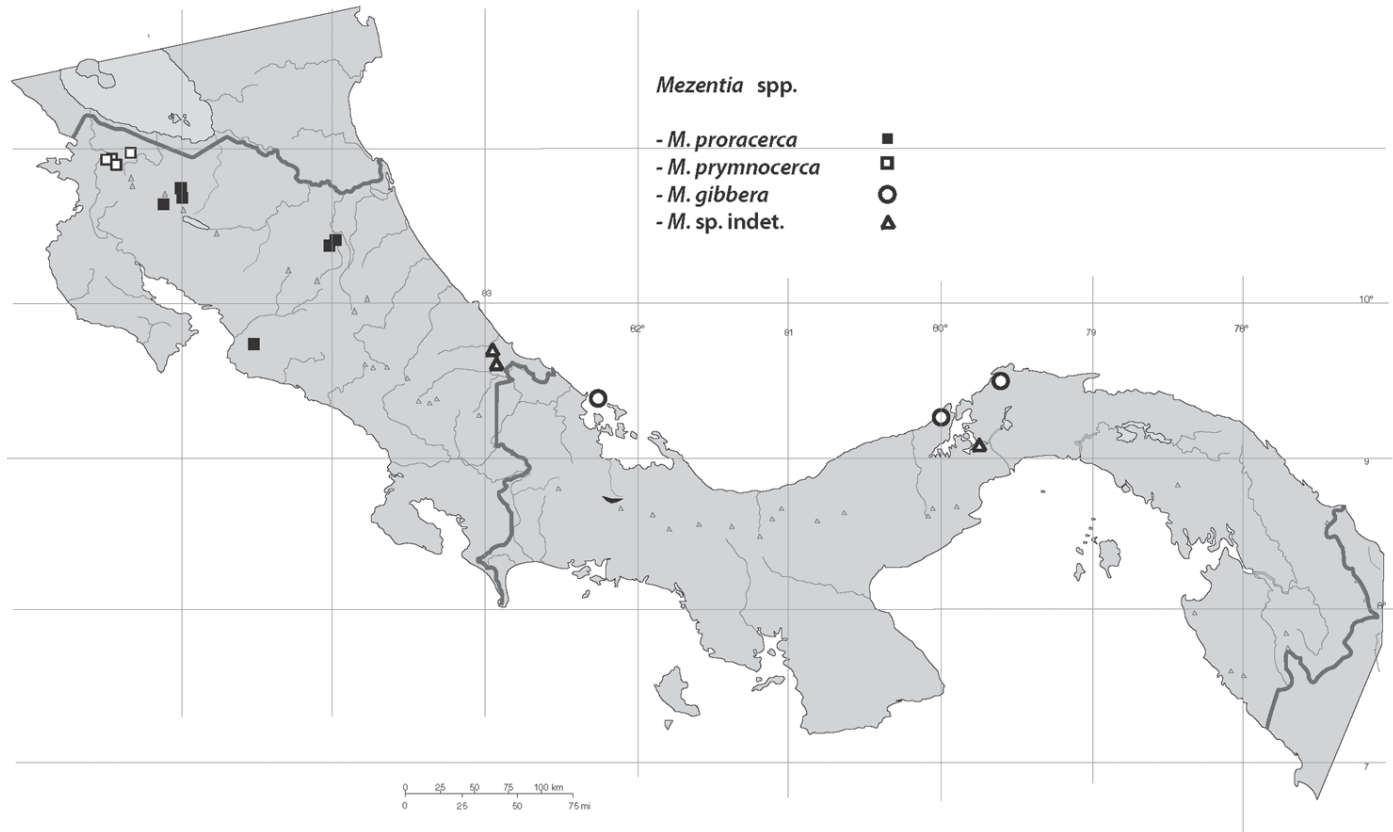 Mezentia spp.
- M. proracerca
- M. prymnocerca
- M. gibbera
- M. sp. indet.
83
10°
82°
81
80°
79
78°
9
8°
7
0 25 50 75 100 km
0 25 50 75 mi